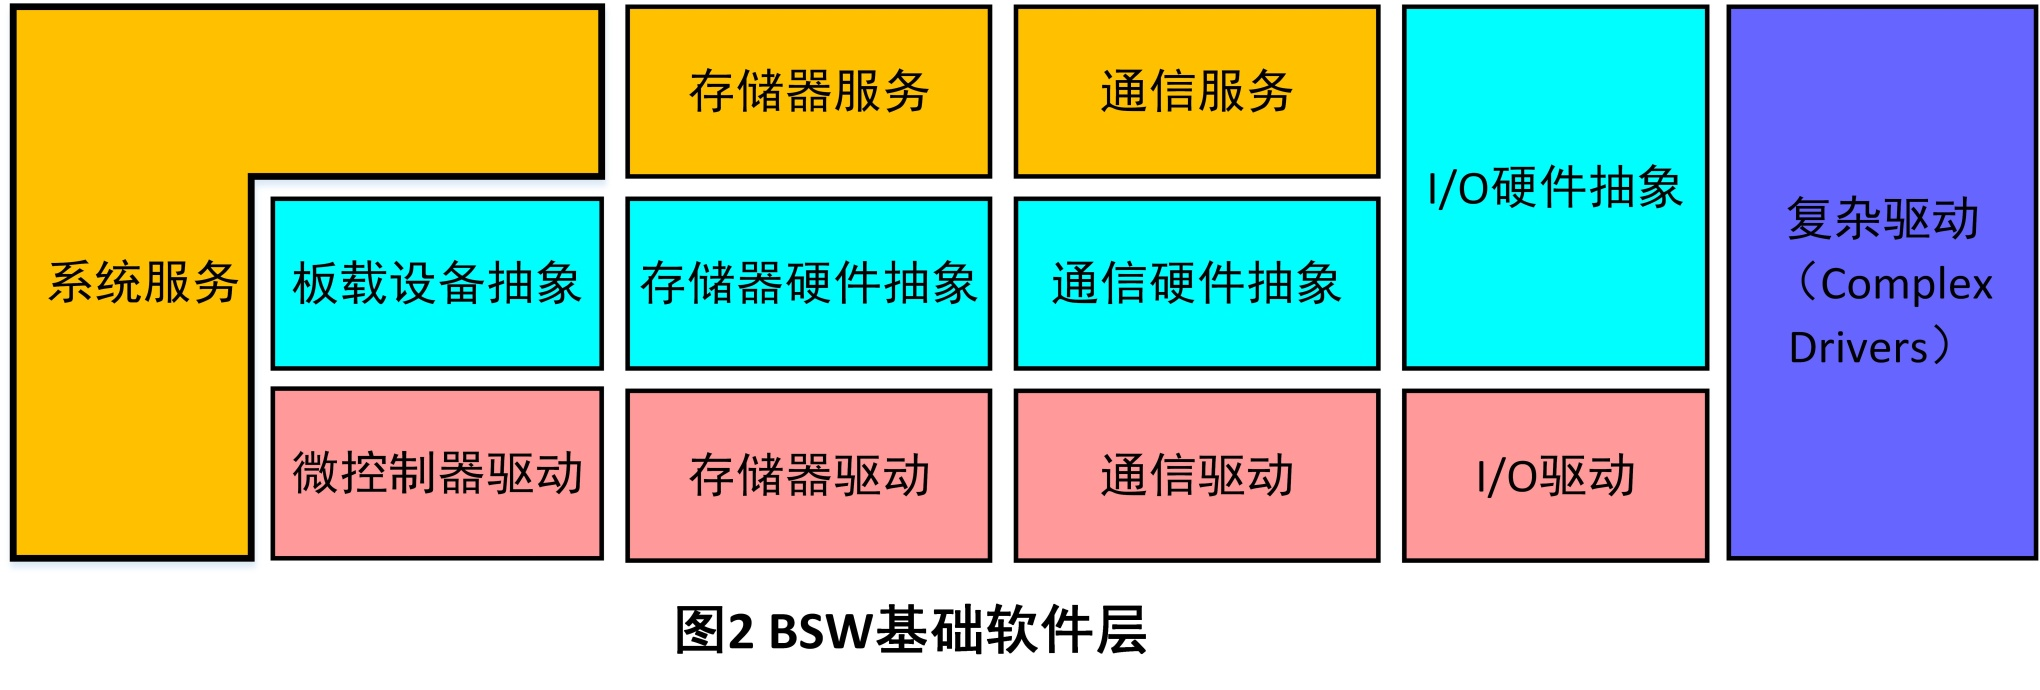 存储器服务
通信服务
I/O硬件抽象
复杂驱动
（Complex
Drivers）
系统服务
板载设备抽象
存储器硬件抽象
通信硬件抽象
微控制器驱动
存储器驱动
通信驱动
I/O驱动
图2 BSW基础软件层